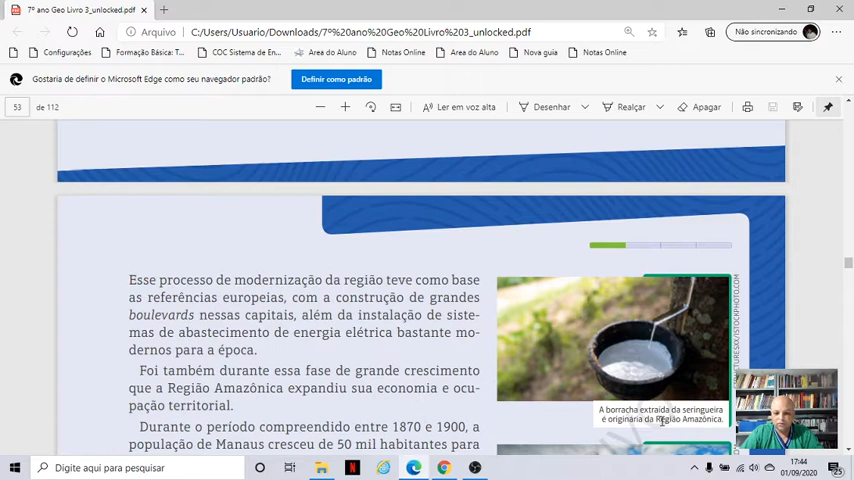 7º ano Geo Livro 3_unlocked.pdf
Arquivo
C:/Users/Usuario/Downloads/7º%20ano%20Geo%20Livro%203_unlocked.pdf
Não sincronizando
Configurações
Formação Básica: T...
COC Sistema de En...
Area do Aluno
Notas Online
Area do Aluno
Nova guia
Notas Online
Gostaria de definir o Microsoft Edge como seu navegador padrão?
Definir como padrão
53
de 112
Ler em voz alta
Desenhar
Realçar
Apagar
Esse processo de modernização da região teve como base
as referências europeias, com a construção de grandes
boulevards nessas capitais, além da instalação de siste-
mas de abastecimento de energia elétrica bastante mo-
dernos para a época.
Foi também durante essa fase de grande crescimento
que a Região Amazônica expandiu sua economia e ocu-
pação territorial.
Durante o período compreendido entre 1870 e 1900, a
população de Manaus cresceu de 50 mil habitantes para
A borracha extraída da seringueira
é originária da Região Amazônica.
Digite aqui para pesquisar
17:44
01/09/2020
25